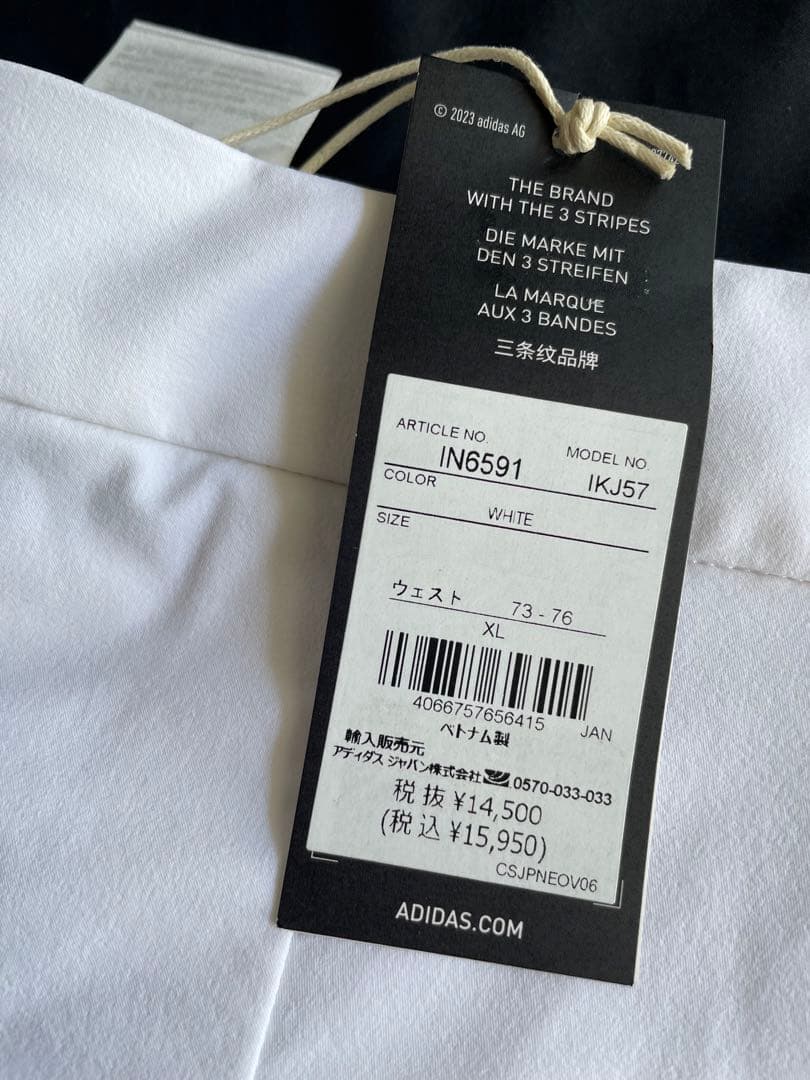 © 2023 adidas AG
THE BRAND
WITH THE 3 STRIPES
DIE MARKE MIT
DEN 3 STREIFEN
LA MARQUE
AUX 3 BANDES
三条纹品牌
ARTICLE NO.
MODEL NO.
IN6591
IKJ57
COLOR
WHITE
SIZE
ウェスト 73 - 76
XL
4066757656415 JAN
ベトナム製
輸入販売元
アディダス ジャパン株式会社 0570-033-033
税抜 ¥14,500
(税込 ¥15,950)
CSJPNEOV06
ADIDAS.COM